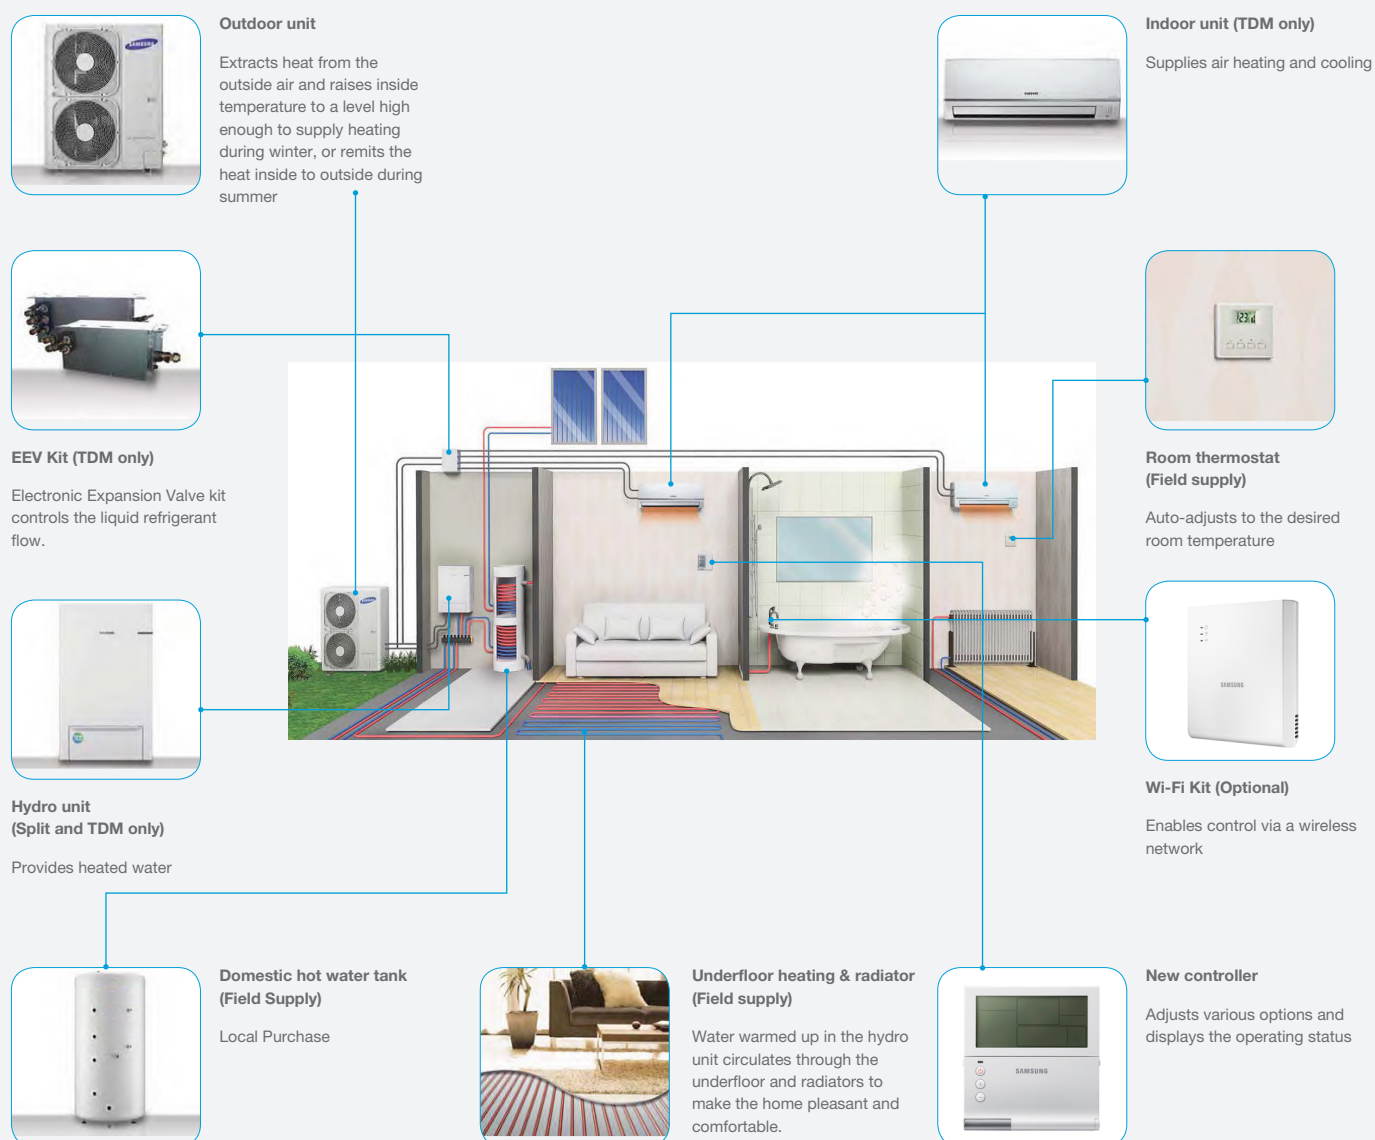 Outdoor unit
Extracts heat from the
outside air and raises inside
temperature to a level high
enough to supply heating
during winter, or remits the
heat inside to outside during
summer
SAMSUNG
Indoor unit (TDM only)
Supplies air heating and cooling
SAMSUNG
EEV Kit (TDM only)
Electronic Expansion Valve kit
controls the liquid refrigerant
flow.
Room thermostat
(Field supply)
Auto-adjusts to the desired
room temperature
Hydro unit
(Split and TDM only)
Provides heated water
SAMSUNG
Wi-Fi Kit (Optional)
Enables control via a wireless
network
Domestic hot water tank
(Field Supply)
Local Purchase
Underfloor heating & radiator
(Field supply)
Water warmed up in the hydro
unit circulates through the
underfloor and radiators to
make the home pleasant and
comfortable.
SAMSUNG
New controller
Adjusts various options and
displays the operating status